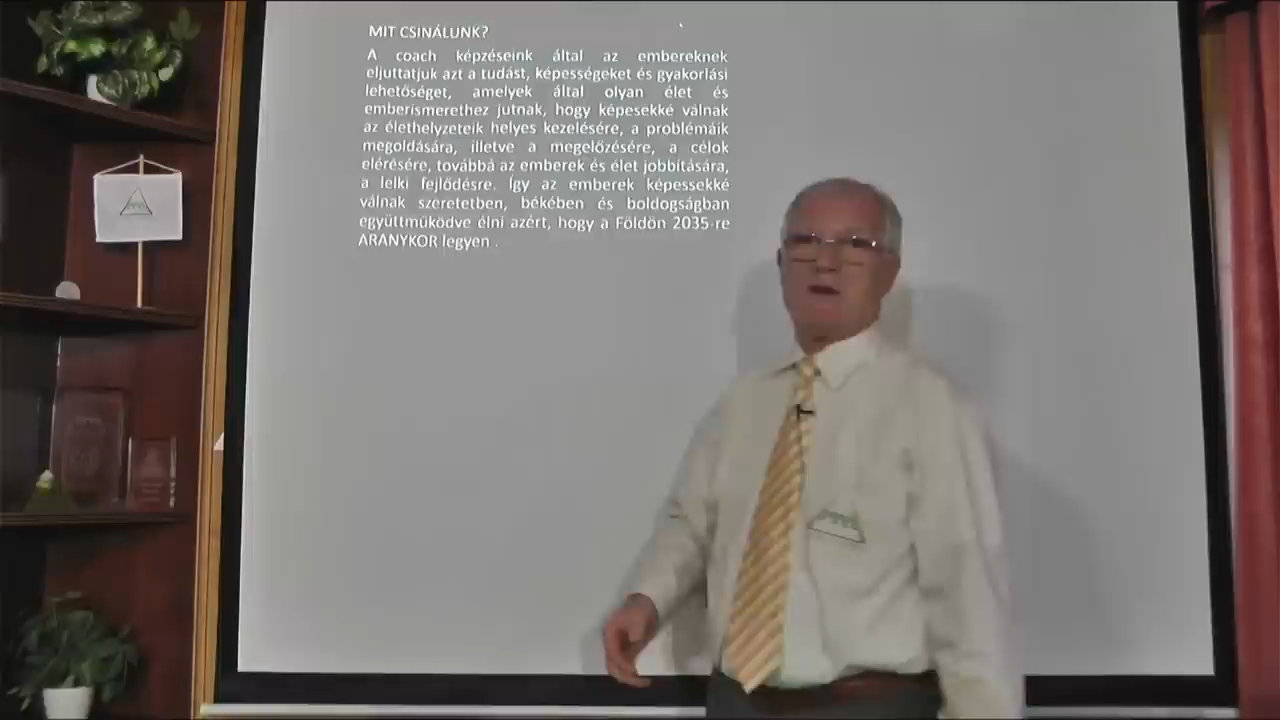 MIT CSINÁLUNK?
A coach képzéseink által az embereknek
eljuttatjuk azt a tudást, képességeket és gyakorlási
lehetőséget, amelyek által olyan élet és
emberismerethez jutnak, hogy képesekké válnak
az élethelyzeteik helyes kezelésére, a problémáik
megoldására, illetve a megelőzésére, a célok
elérésére, továbbá az emberek és élet jobbítására,
a lelki fejlődésre. Így az emberek képessekké
válnak szeretetben, békében és boldogságban
együttműködve élni azért, hogy a Földön 2035-re
ARANYKOR legyen .